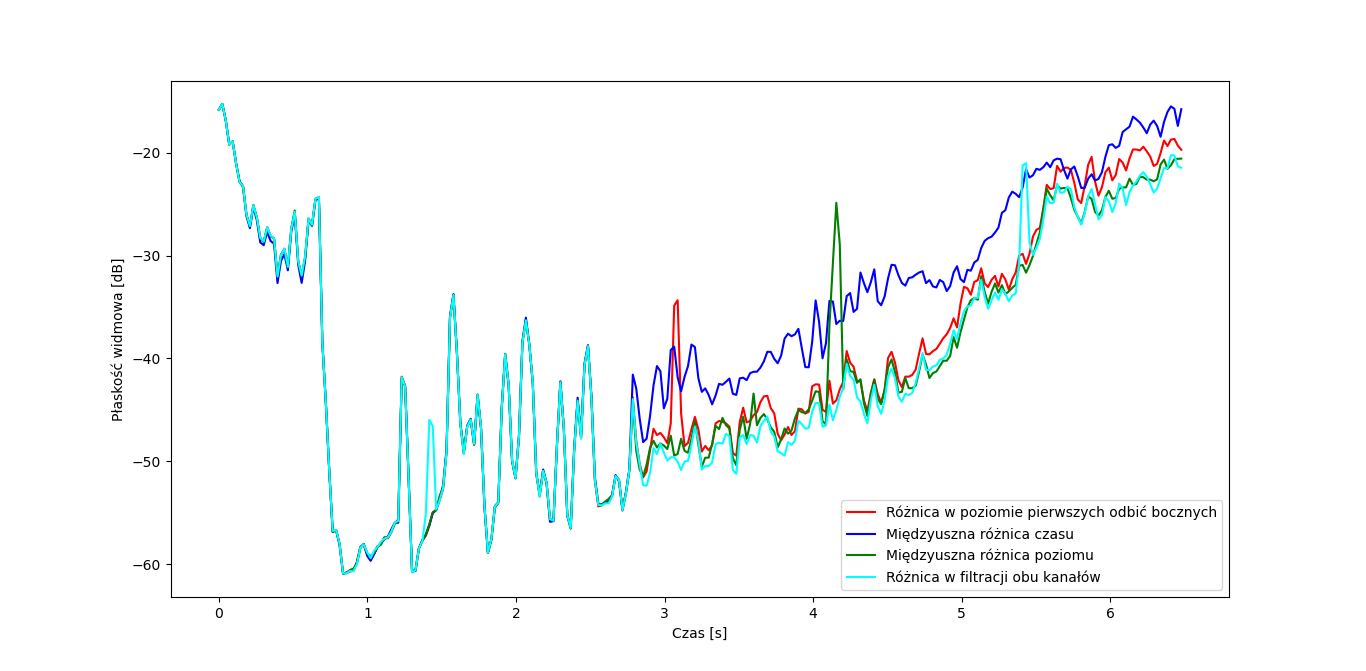 −20
−30
−40
−50
−60
Płaskość widmowa [dB]
Różnica w poziomie pierwszych odbić bocznych
Międzyuszna różnica czasu
Międzyuszna różnica poziomu
Różnica w filtracji obu kanałów
0 1 2 3 4 5 6
Czas [s]